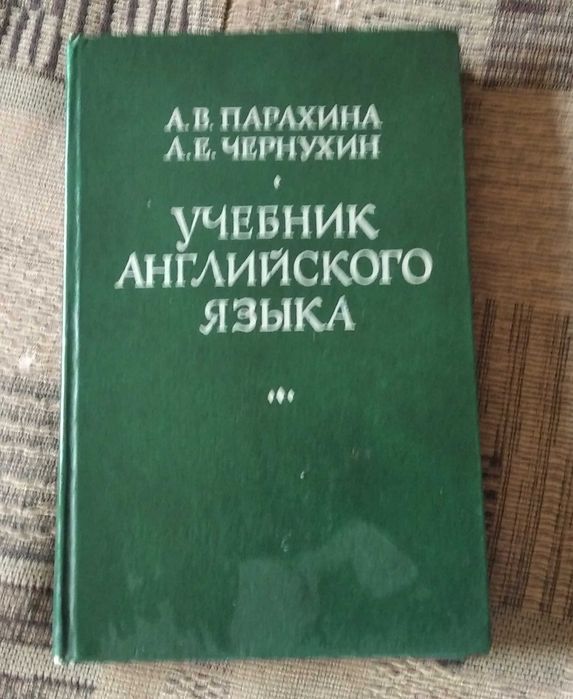 А.В. ПАРАХИНА
А.Е. ЧЕРНУХИН
УЧЕБНИК
АНГЛИЙСКОГО
ЯЗЫКА